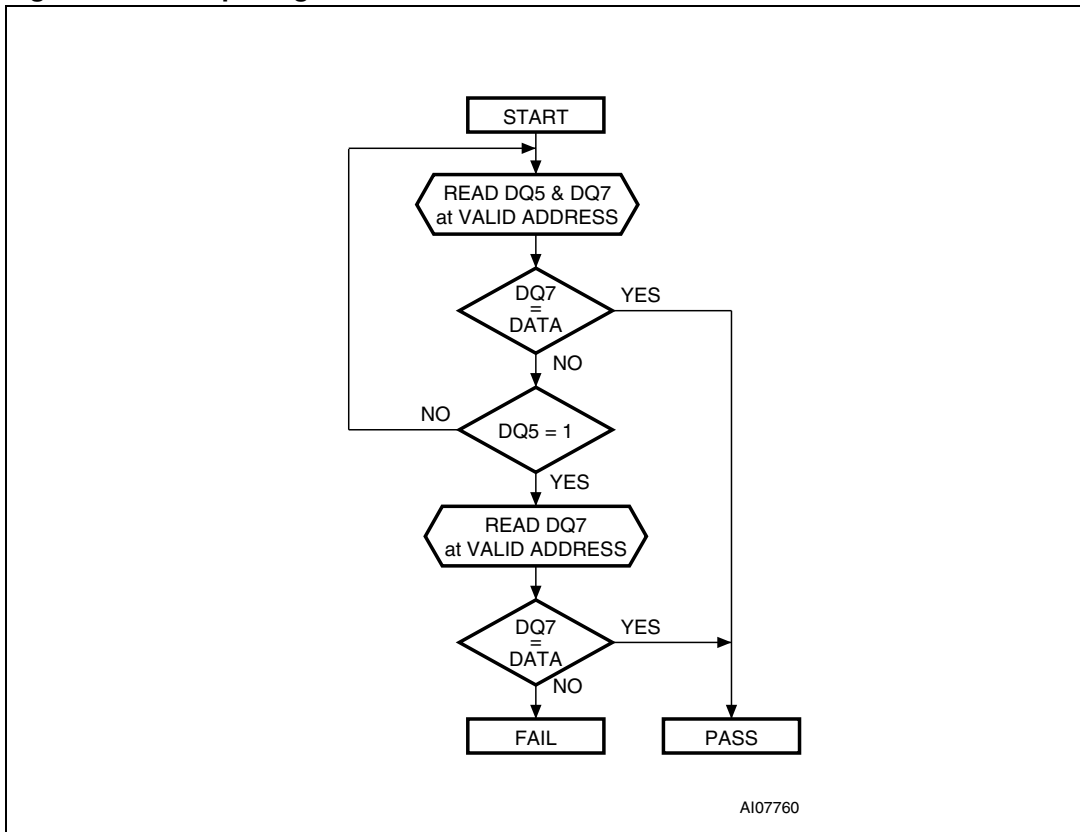 START
READ DQ5 & DQ7
at VALID ADDRESS
DQ7
=
DATA
YES
NO
DQ5 = 1
NO
YES
READ DQ7
at VALID ADDRESS
DQ7
=
DATA
YES
NO
FAIL
PASS
AI07760